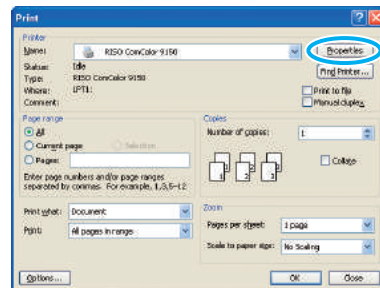 Print
Printer
Name: RISO ComColor 9150 Properties
Status: Idle Find Printer...
Type: RISO ComColor 9150
Where: LPT1: Print to file
Comment: Manual duplex
Page range
All
Current page Selection
Pages:
Enter page numbers and/or page ranges
separated by commas. For example, 1,3,5–12
Copies
Number of copies: 1
Collate
Print what: Document
Print: All pages in range
Zoom
Pages per sheet: 1 page
Scale to paper size: No Scaling
Options... OK Close